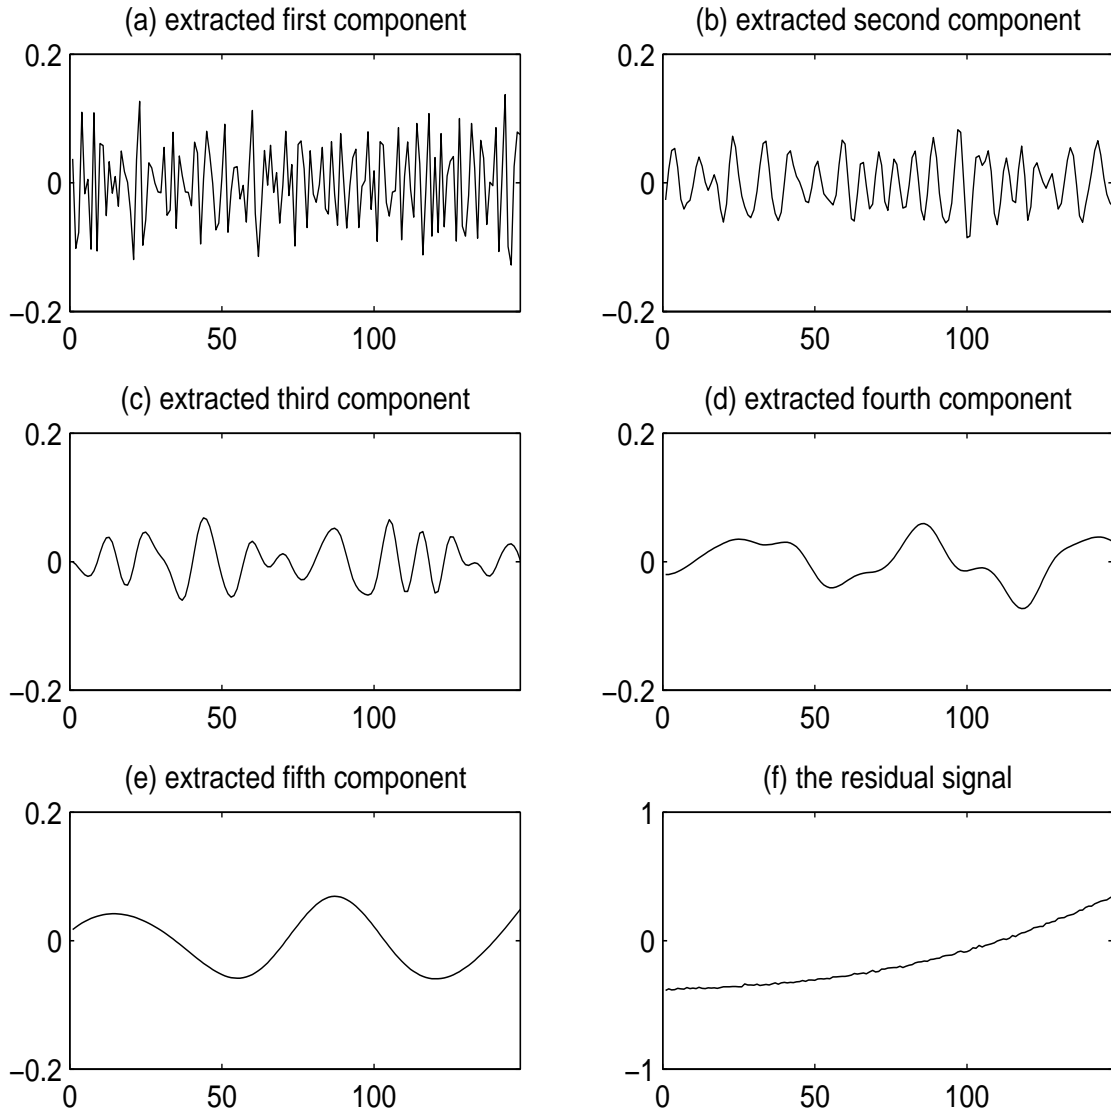 (a) extracted first component
(b) extracted second component
0.2
0
−0.2
0 50 100
0.2
0
−0.2
0 50 100
(c) extracted third component
(d) extracted fourth component
0.2
0
−0.2
0 50 100
0.2
0
−0.2
0 50 100
(e) extracted fifth component
(f) the residual signal
0.2
0
−0.2
0 50 100
1
0
−1
0 50 100